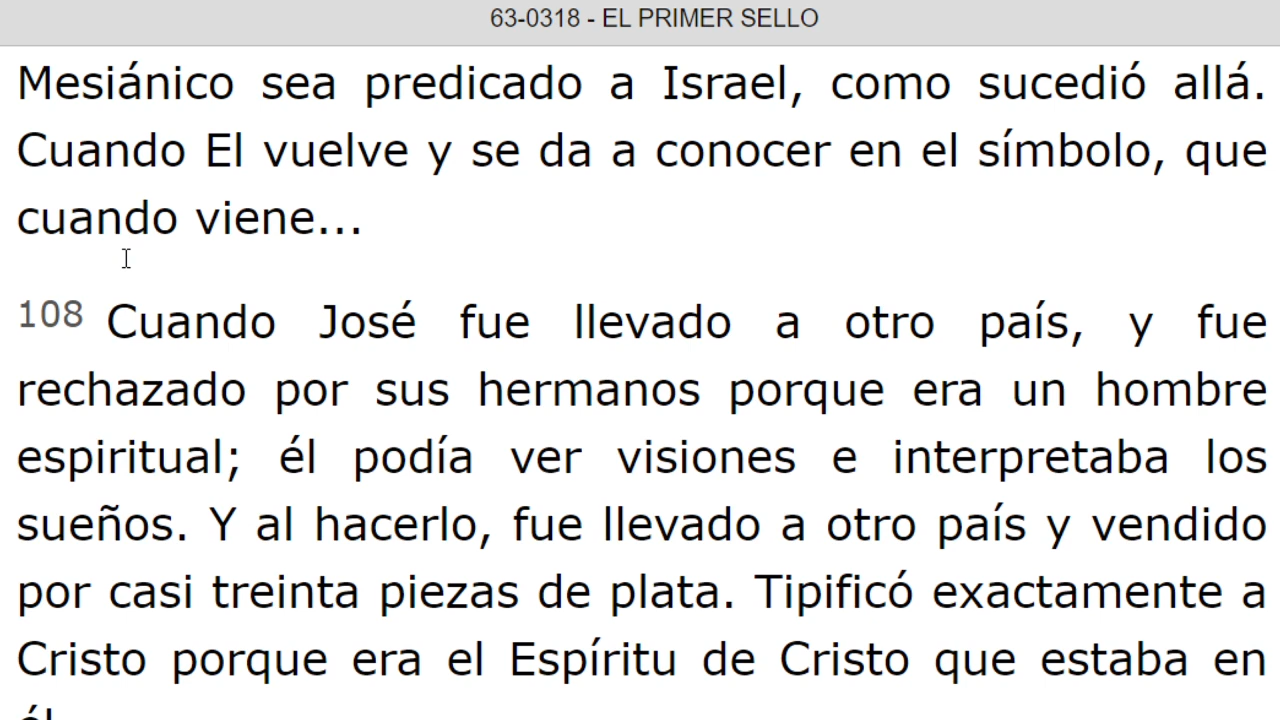 63-0318 - EL PRIMER SELLO
Mesiánico sea predicado a Israel, como sucedió allá.
Cuando El vuelve y se da a conocer en el símbolo, que
cuando viene...
108 Cuando José fue llevado a otro país, y fue
rechazado por sus hermanos porque era un hombre
espiritual; él podía ver visiones e interpretaba los
sueños. Y al hacerlo, fue llevado a otro país y vendido
por casi treinta piezas de plata. Tipificó exactamente a
Cristo porque era el Espíritu de Cristo que estaba en